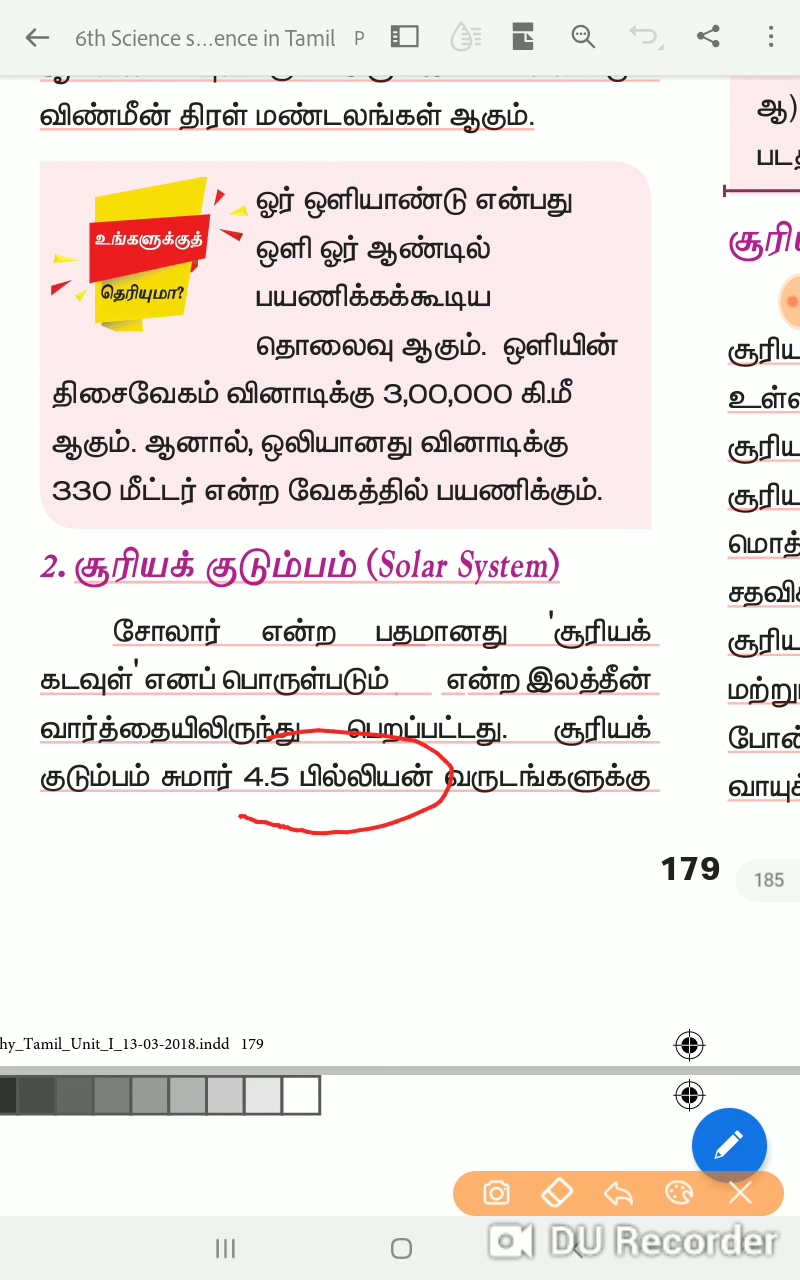 6th Science s...ence in Tamil P
விண்மீன் திரள் மண்டலங்கள் ஆகும்.
உங்களுக்குத்
தெரியுமா?
ஓர் ஒளியாண்டு என்பது
ஒளி ஓர் ஆண்டில்
பயணிக்கக்கூடிய
தொலைவு ஆகும். ஒளியின்
திசைவேகம் வினாடிக்கு 3,00,000 கி.மீ
ஆகும். ஆனால், ஒலியானது வினாடிக்கு
330 மீட்டர் என்ற வேகத்தில் பயணிக்கும்.
2. சூரியக் குடும்பம் (Solar System)
சோலார் என்ற பதமானது 'சூரியக்
கடவுள்' எனப் பொருள்படும் என்ற இலத்தீன்
வார்த்தையிலிருந்து பெறப்பட்டது. சூரியக்
குடும்பம் சுமார் 4.5 பில்லியன் வருடங்களுக்கு
179
ஆ)
சூரிய
சூரிய
சூரிய
சூரிய
சூரிய
185
hy_Tamil_Unit_I_13-03-2018.indd 179
DU Recorder